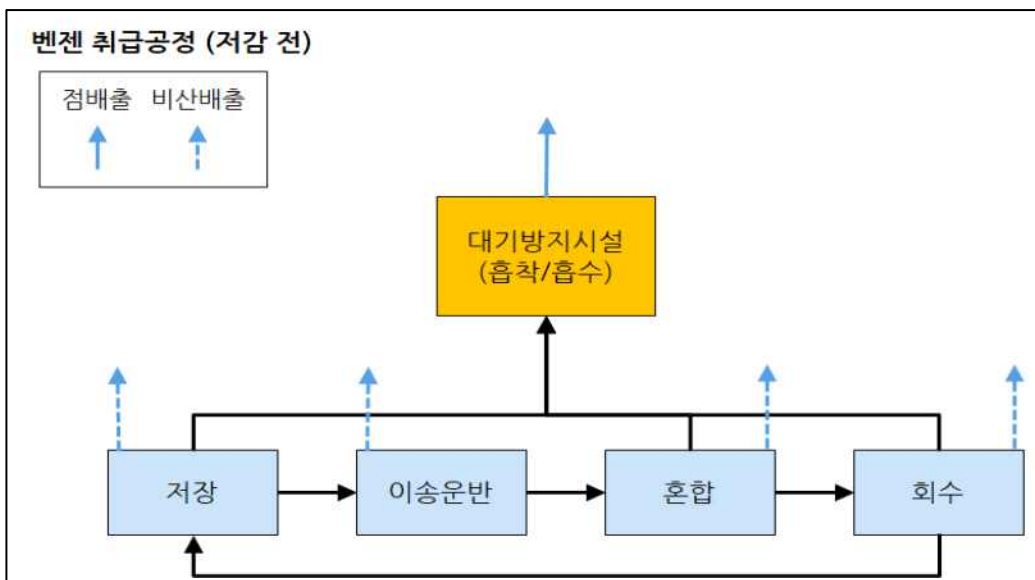 벤젠 취급공정 (저감 전)
점배출 비산배출
대기방지시설
(흡착/흡수)
저장
이송운반
혼합
회수